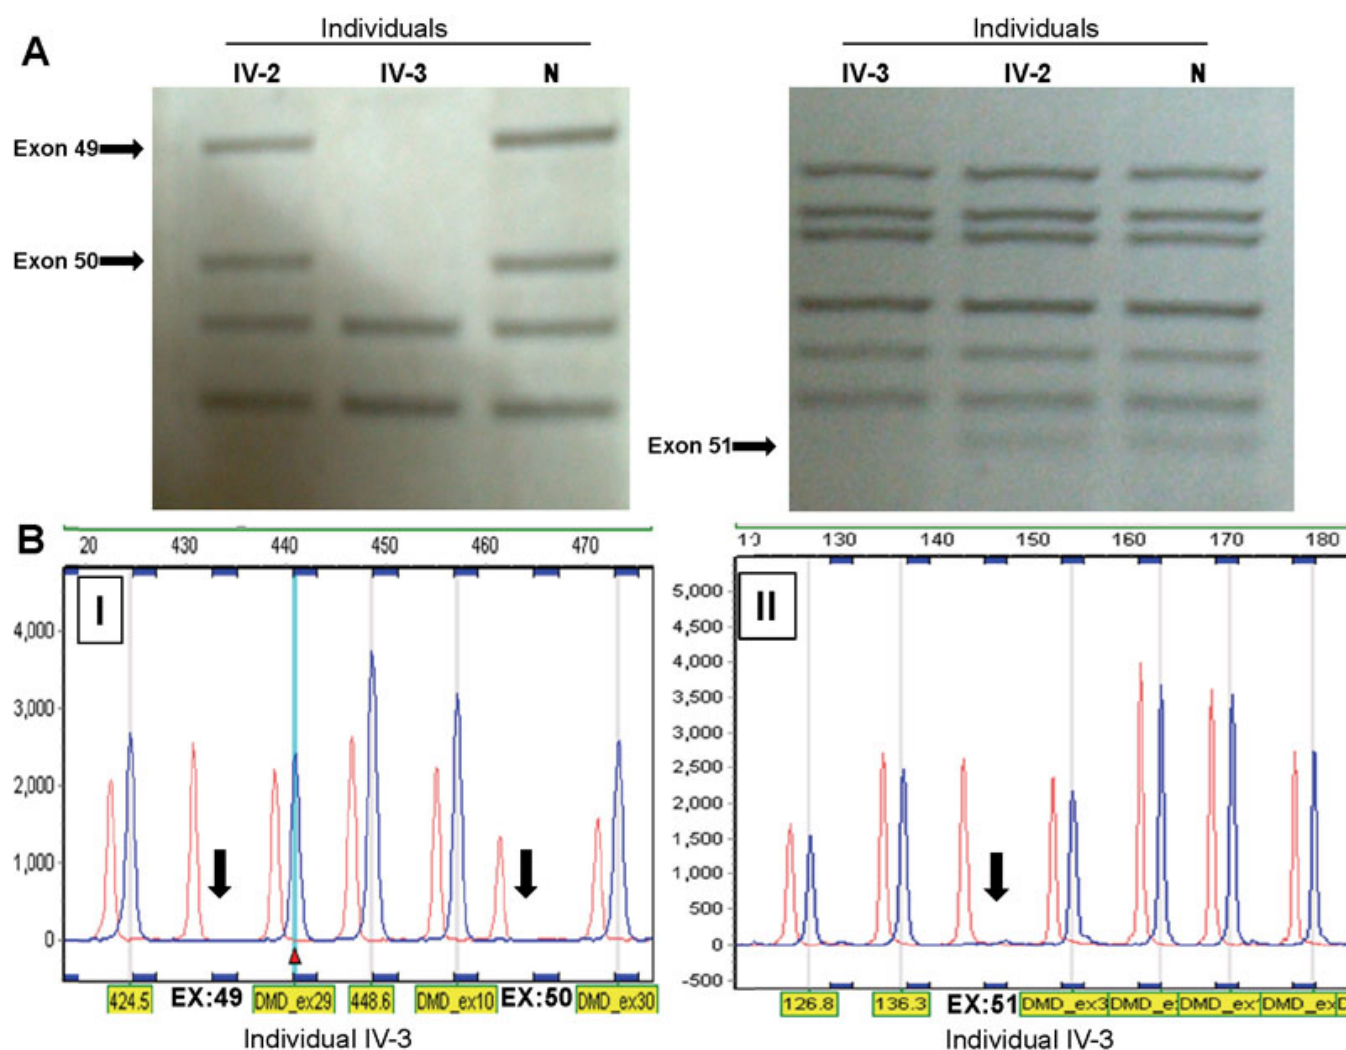 A
Individuals
IV-2 IV-3 N
Exon 49
Exon 50
Individuals
IV-3 IV-2 N
Exon 51
B
20 430 440 450 460 470
I
4,000
3,000
2,000
1,000
0
424.5 EX:49 DMD_ex29 448.6 DMD_ex10 EX:50 DMD_ex30
Individual IV-3
130 140 150 160 170 180
II
5,000
4,500
4,000
3,500
3,000
2,500
2,000
1,500
1,000
500
0
-500
126.8 136.3 EX:51 DMD_ex3 DMD_e DMD_ex DMD_ex
Individual IV-3